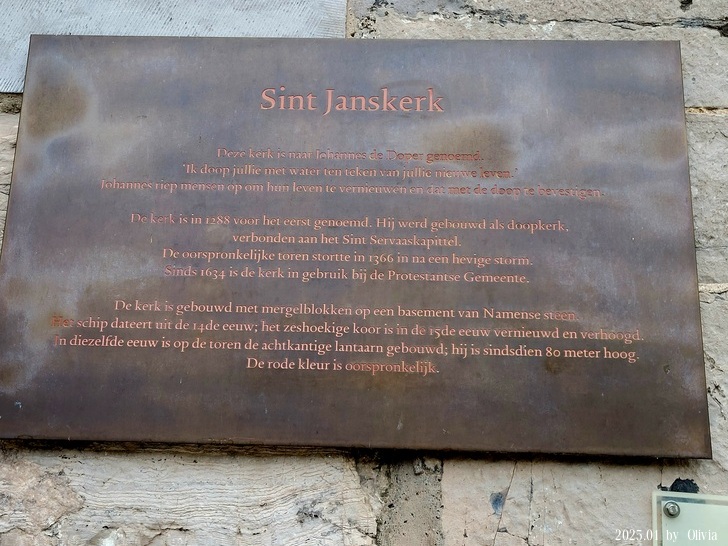 Sint Janskerk
Deze kerk is naar Johannes de Doper genoemd.
'Ik doop jullie met water ten teken van jullie nieuwe leven.'
Johannes riep mensen op om hun leven te vernieuwen en dat met de doop te bevestigen.
De kerk is in 1288 voor het eerst genoemd. Hij werd gebouwd als doopkerk,
verbonden aan het Sint Servaaskapittel.
De oorspronkelijke toren stortte in 1366 in na een hevige storm.
Sinds 1634 is de kerk in gebruik bij de Protestantse Gemeente.
De kerk is gebouwd met mergelblokken op een basement van Namense steen.
Het schip dateert uit de 14de eeuw; het zeshoekige koor is in de 15de eeuw vernieuwd en verhoogd.
In diezelfde eeuw is op de toren de achtkantige lantaarn gebouwd; hij is sindsdien 80 meter hoog.
De rode kleur is oorspronkelijk.
2025.01 by Olivia